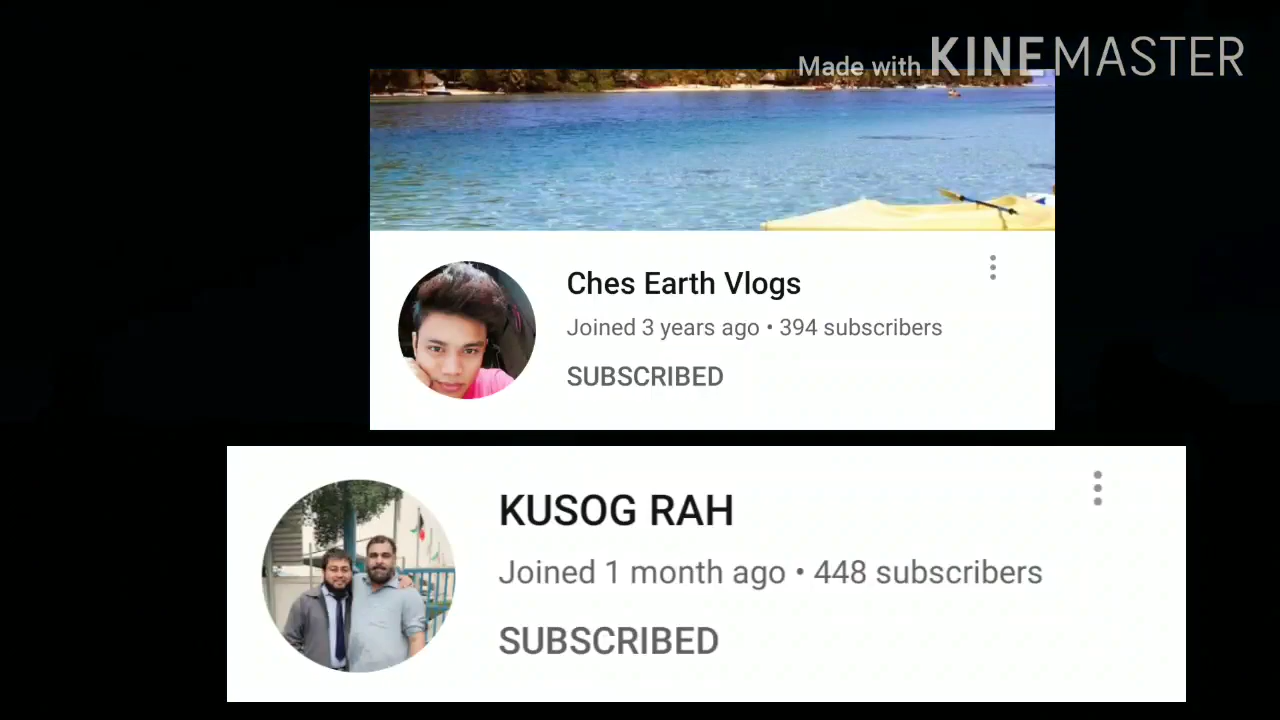 Made with KINEMASTER
Ches Earth Vlogs
Joined 3 years ago • 394 subscribers
SUBSCRIBED
KUSOG RAH
Joined 1 month ago • 448 subscribers
SUBSCRIBED